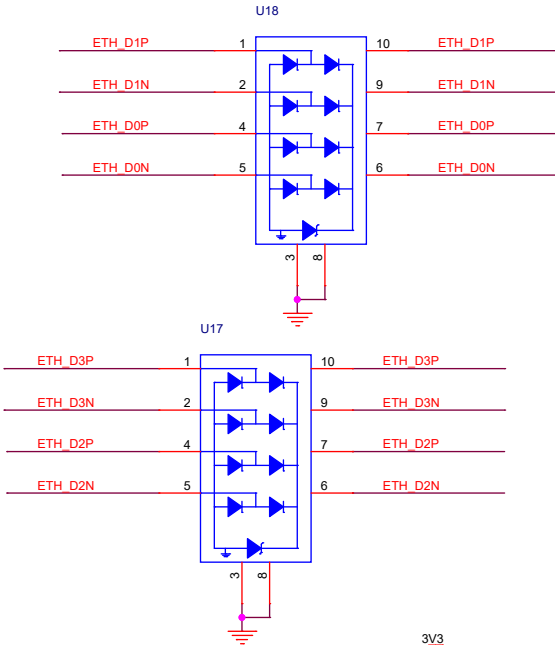 U18
ETH_D1P 1 10 ETH_D1P
ETH_D1N 2 9 ETH_D1N
ETH_D0P 4 7 ETH_D0P
ETH_D0N 5 6 ETH_D0N
3 8
U17
ETH_D3P 1 10 ETH_D3P
ETH_D3N 2 9 ETH_D3N
ETH_D2P 4 7 ETH_D2P
ETH_D2N 5 6 ETH_D2N
3 8
3V3